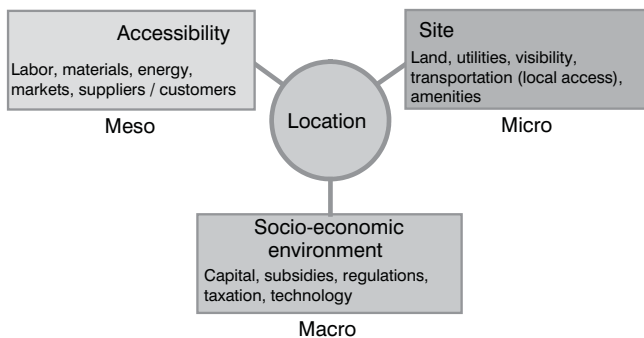 Accessibility
Labor, materials, energy,
markets, suppliers / customers
Meso
Site
Land, utilities, visibility,
transportation (local access),
amenities
Micro
Location
Socio-economic
environment
Capital, subsidies, regulations,
taxation, technology
Macro